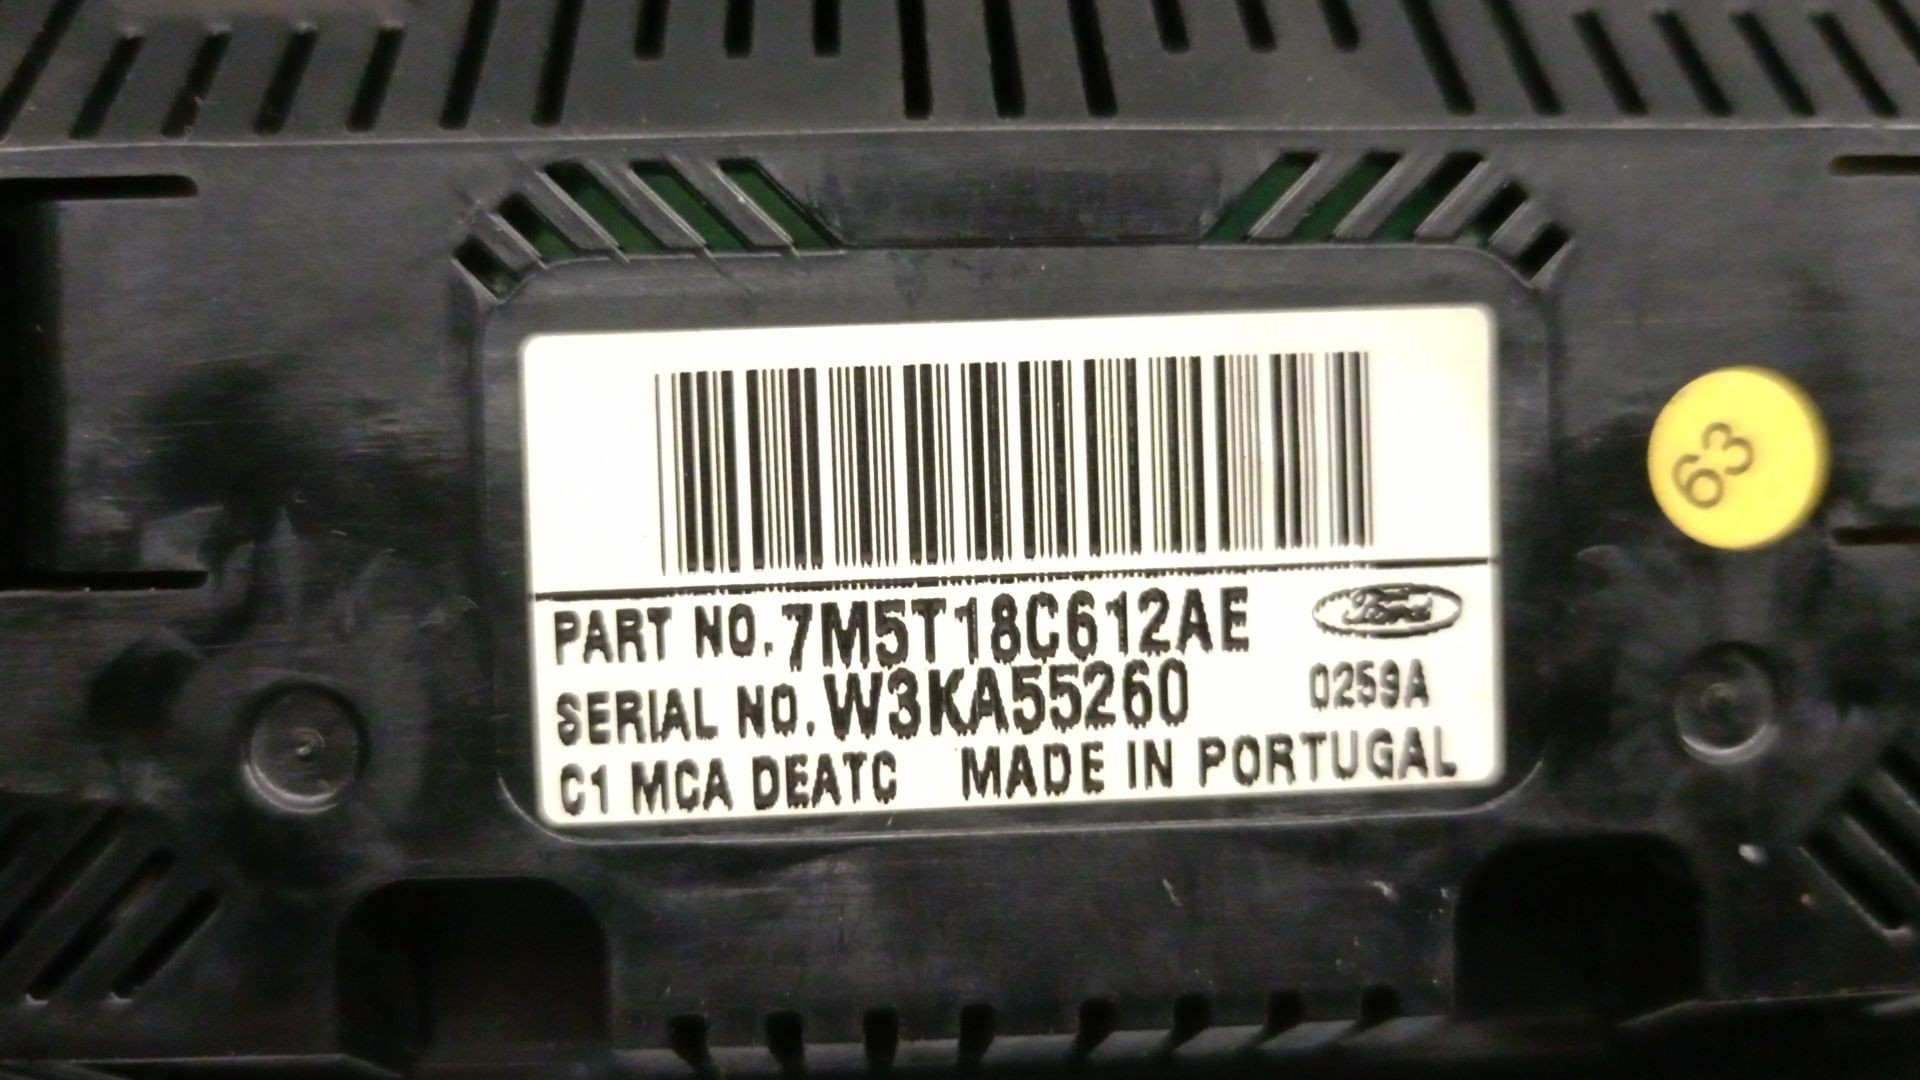 PART NO. 7M5T18C612AE
Ford
SERIAL NO. W3KA55260
0259A
C1 MCA DEATC MADE IN PORTUGAL
63